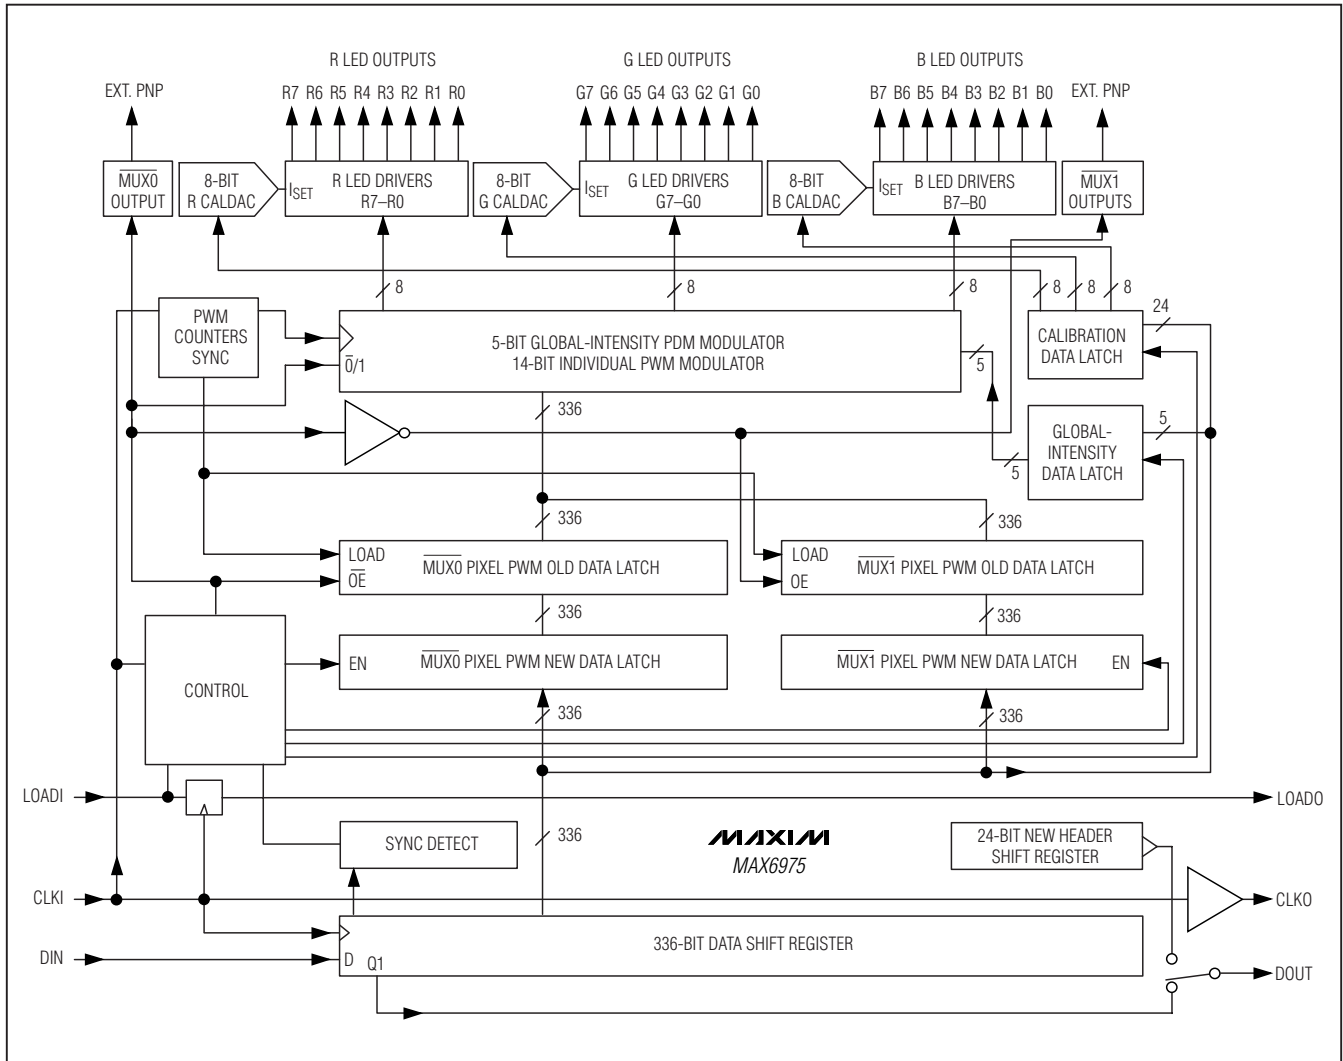 R LED OUTPUTS
G LED OUTPUTS
B LED OUTPUTS
EXT. PNP
R7 R6 R5 R4 R3 R2 R1 R0
G7 G6 G5 G4 G3 G2 G1 G0
B7 B6 B5 B4 B3 B2 B1 B0
EXT. PNP
MUX0
OUTPUT
8-BIT
R CALDAC
ISET
R LED DRIVERS
R7–R0
8-BIT
G CALDAC
ISET
G LED DRIVERS
G7–G0
8-BIT
B CALDAC
ISET
B LED DRIVERS
B7–B0
MUX1
OUTPUTS
8
8
8
8
8
8
24
PWM
COUNTERS
SYNC
0/1
5-BIT GLOBAL-INTENSITY PDM MODULATOR
14-BIT INDIVIDUAL PWM MODULATOR
5
CALIBRATION
DATA LATCH
336
GLOBAL-
INTENSITY
DATA LATCH
5
5
336
336
LOAD
OE
MUX0 PIXEL PWM OLD DATA LATCH
LOAD
OE
MUX1 PIXEL PWM OLD DATA LATCH
336
336
CONTROL
EN
MUX0 PIXEL PWM NEW DATA LATCH
MUX1 PIXEL PWM NEW DATA LATCH
EN
336
336
LOADI
LOADO
SYNC DETECT
336
MAXIM
MAX6975
24-BIT NEW HEADER
SHIFT REGISTER
CLKI
CLKO
DIN
D
Q1
336-BIT DATA SHIFT REGISTER
DOUT